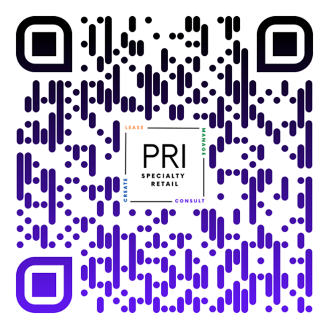 LEASE
MANAGE
PRI
SPECIALTY
RETAIL
CREATE
CONSULT